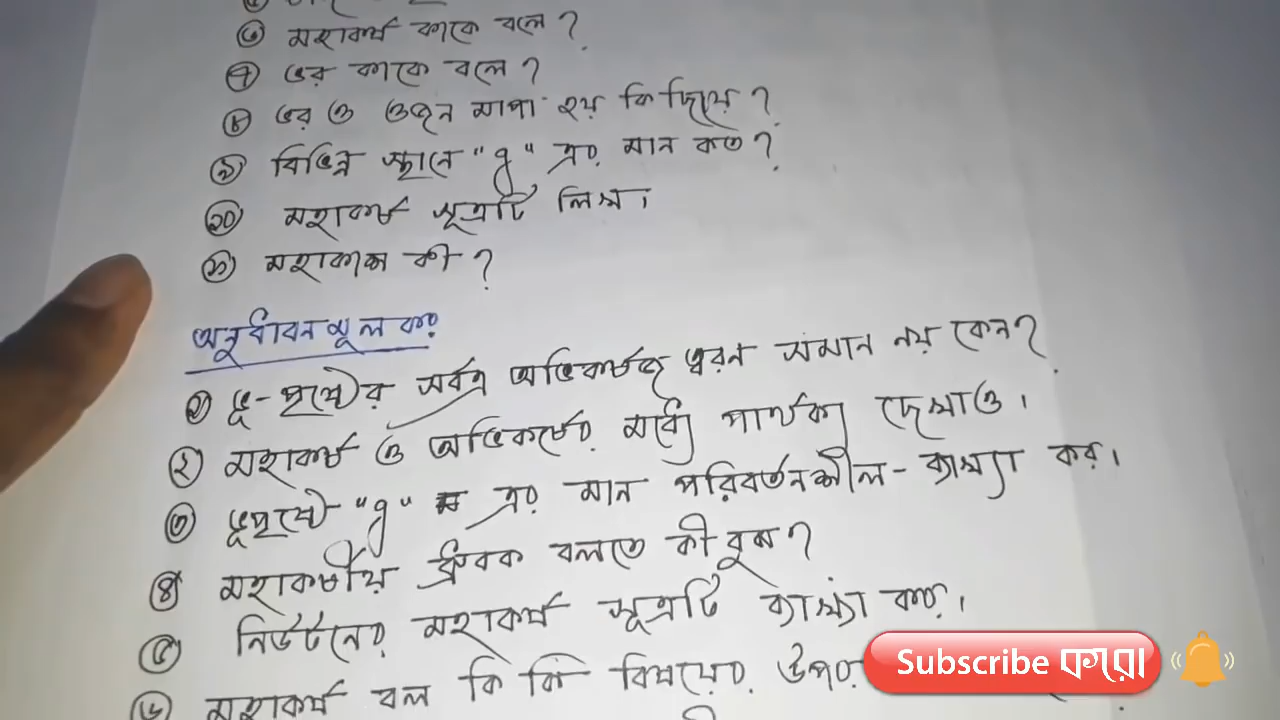 ৬ মহাকর্ষ কাকে বলে?
৭ ভর কাকে বলে?
৮ ভর ও ওজন মাপা হয় কি দিয়ে?
৯ বিভিন্ন স্থানে "g" এর মান কত?
১০ মহাকর্ষ সূত্রটি লিখ।
১১ মহাকাশ কী?
অনুধাবনমূলকঃ
১ ভূ-পৃষ্ঠের সর্বত্র অভিকর্ষজ ত্বরন সমান নয় কেন?
২ মহাকর্ষ ও অভিকর্ষের মধ্যে পার্থক্য দেখাও।
৩ ভূপৃষ্ঠে "g" এর মান পরিবর্তনশীল - ব্যাখ্যা কর।
৪ মহাকর্ষীয় ধ্রুবক বলতে কী বুঝ?
৫ নিউটনের মহাকর্ষ সূত্রটি ব্যাখ্যা কর।
৬ মহাকর্ষ বল কি কি বিষয়ের উপর
Subscribe করো